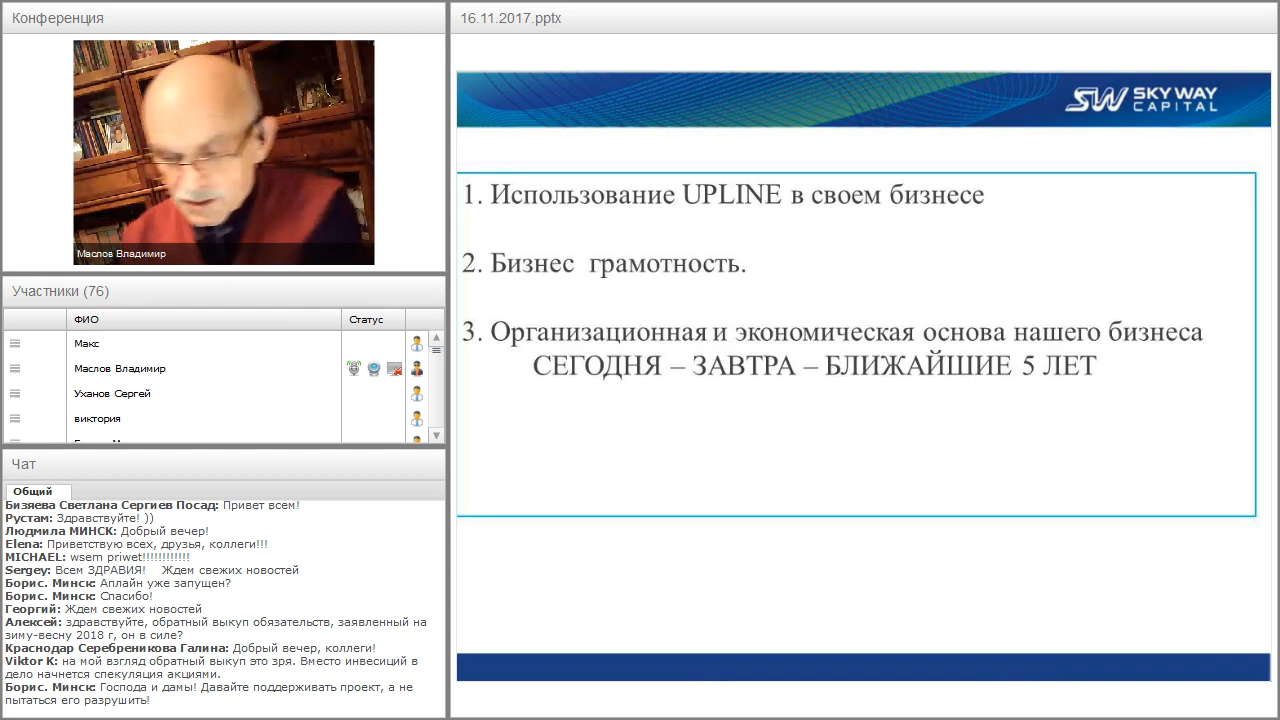 Конференция
Маслов Владимир
Участники (76)
ФИО
Статус
Макс
Маслов Владимир
Уханов Сергей
виктория
Чат
Общий
Бизяева Светлана Сергиев Посад: Привет всем!
Рустам: Здравствуйте! ))
Людмила МИНСК: Добрый вечер!
Elena: Приветствую всех, друзья, коллеги!!!
MICHAEL: wsem priwet!!!!!!!!!!!!
Sergey: Всем ЗДРАВИЯ! Ждем свежих новостей
Борис. Минск: Аплайн уже запущен?
Борис. Минск: Спасибо!
Георгий: Ждем свежих новостей
Алексей: здравствуйте, обратный выкуп обязательств, заявленный на
зиму-весну 2018 г, он в силе?
Краснодар Серебреникова Галина: Добрый вечер, коллеги!
Viktor K: на мой взгляд обратный выкуп это зря. Вместо инвесиций в
дело начнется спекуляция акциями.
Борис. Минск: Господа и дамы! Давайте поддерживать проект, а не
пытаться его разрушить!
16.11.2017.pptx
SW SKY WAY
CAPITAL
1. Использование UPLINE в своем бизнесе
2. Бизнес грамотность.
3. Организационная и экономическая основа нашего бизнеса
СЕГОДНЯ – ЗАВТРА – БЛИЖАЙШИЕ 5 ЛЕТ